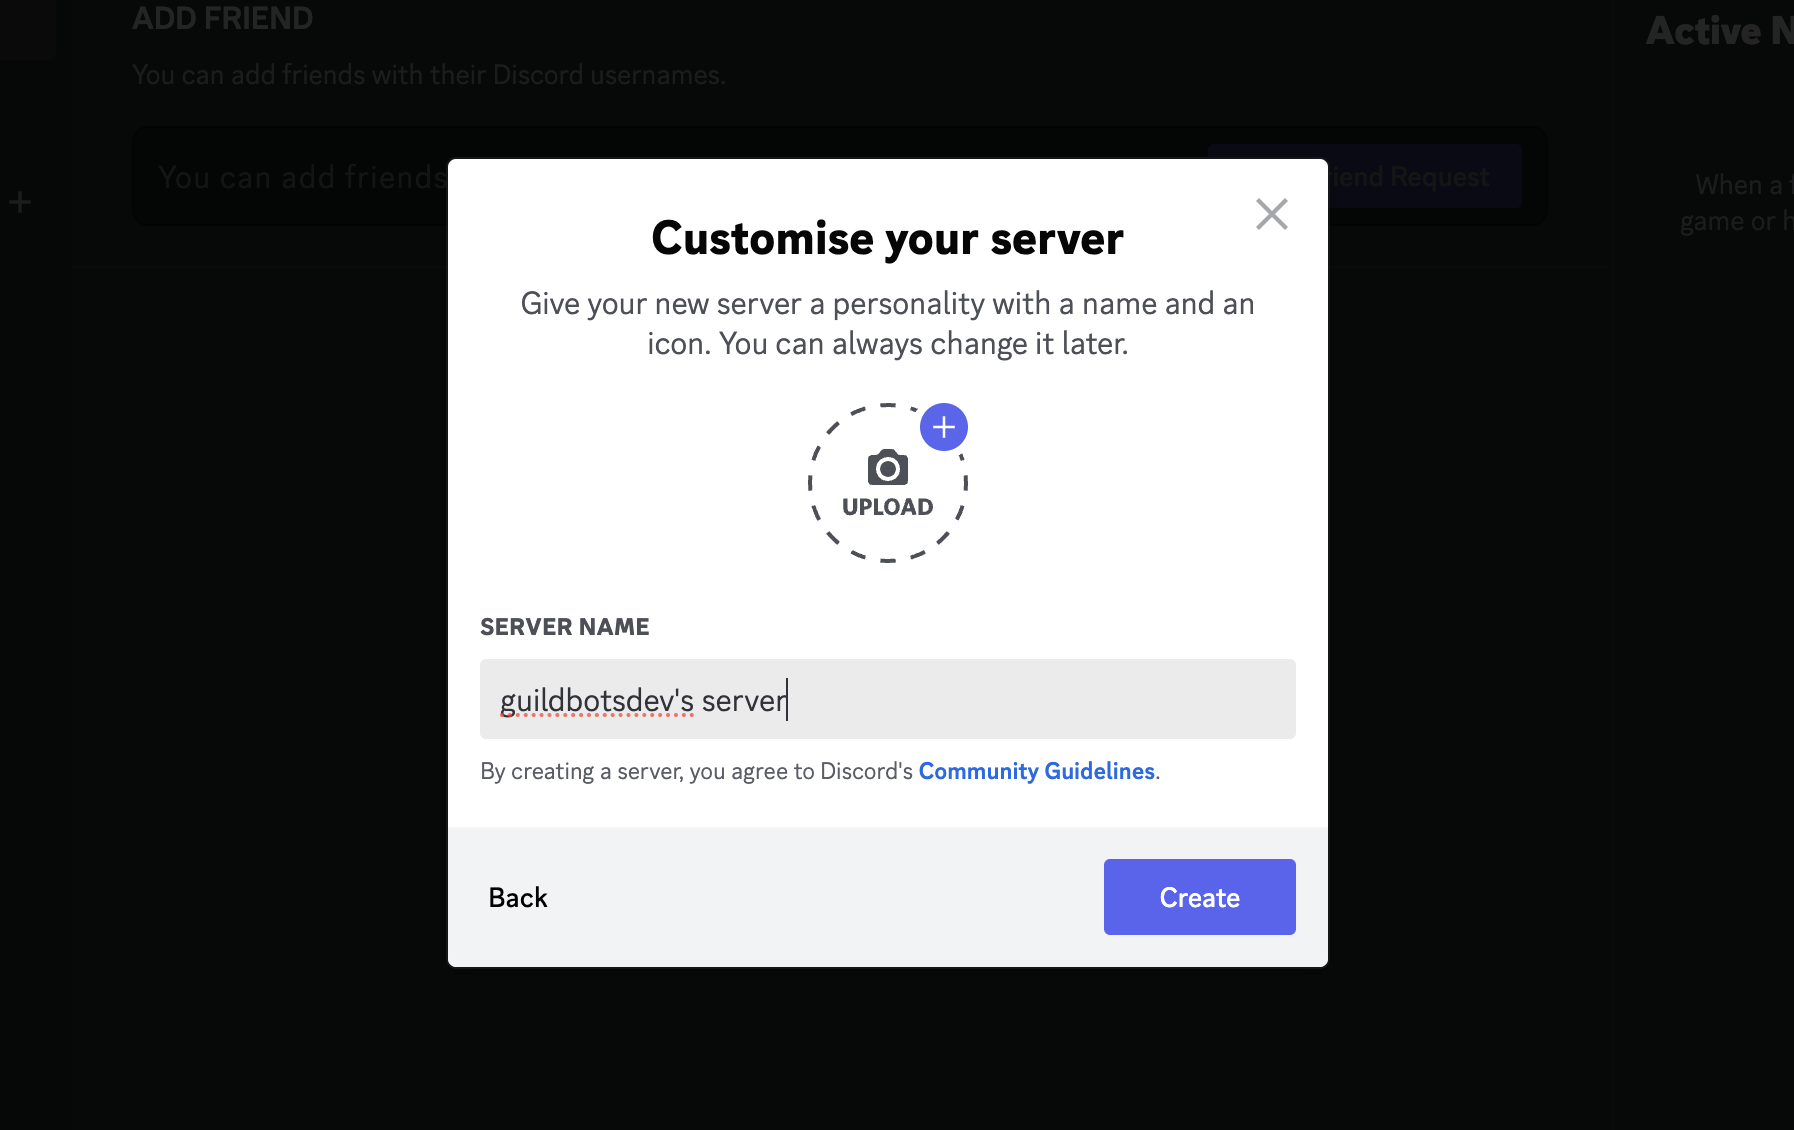 ADD FRIEND
You can add friends with their Discord usernames.
You can add friends
Friend Request
Active N
When a f
game or h
Customise your server
Give your new server a personality with a name and an
icon. You can always change it later.
UPLOAD
SERVER NAME
guildbotsdev's server
By creating a server, you agree to Discord's Community Guidelines.
Back
Create